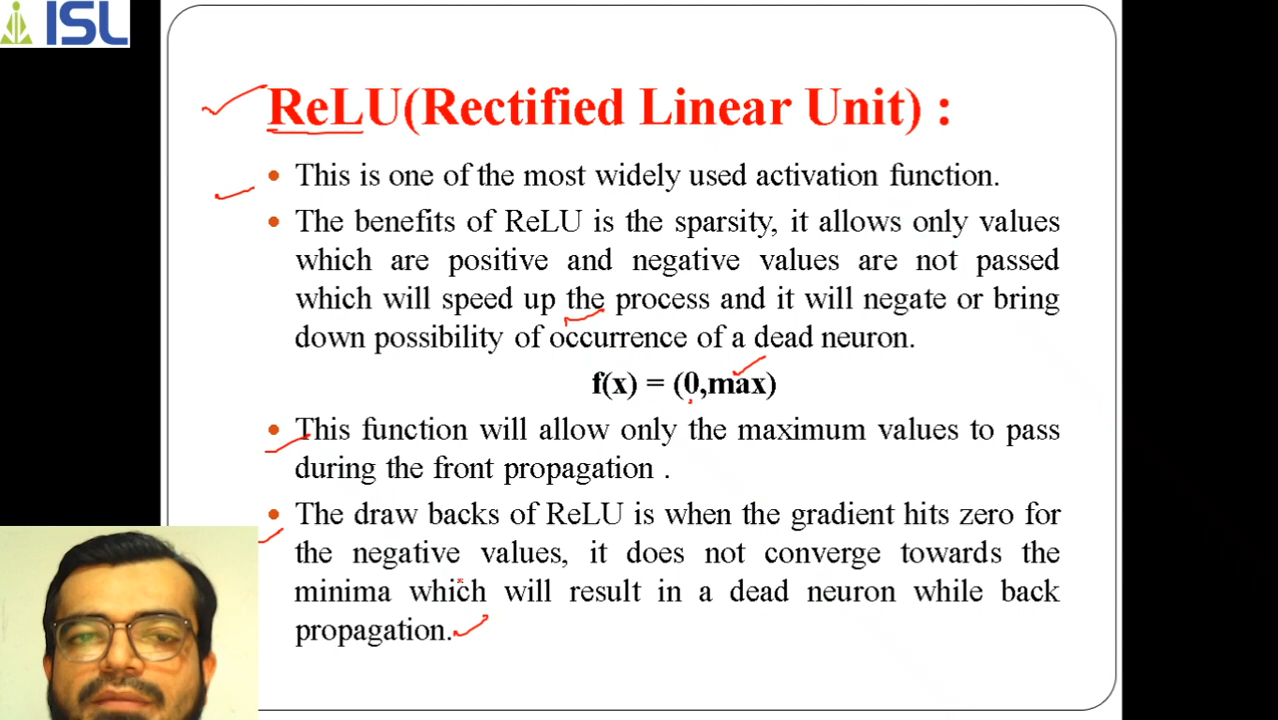 ISL
ReLU(Rectified Linear Unit) :
• This is one of the most widely used activation function.
• The benefits of ReLU is the sparsity, it allows only values
which are positive and negative values are not passed
which will speed up the process and it will negate or bring
down possibility of occurrence of a dead neuron.
f(x) = (0,max)
• This function will allow only the maximum values to pass
during the front propagation .
• The draw backs of ReLU is when the gradient hits zero for
the negative values, it does not converge towards the
minima which will result in a dead neuron while back
propagation.